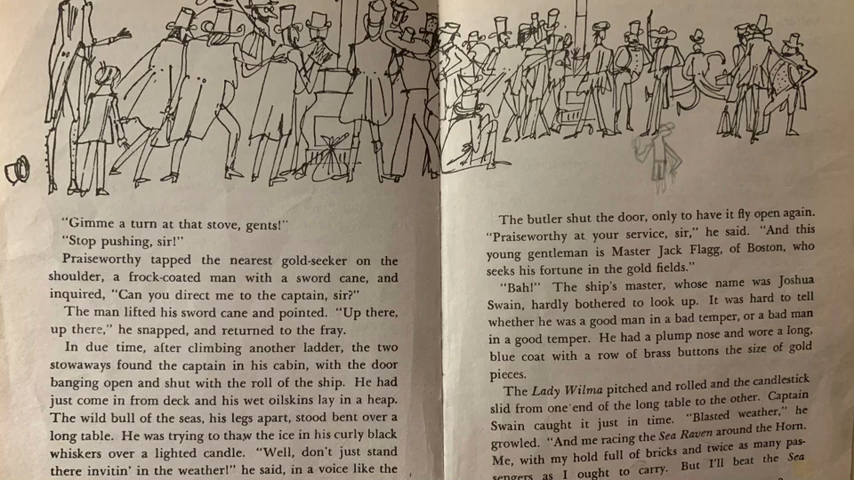 "Gimme a turn at that stove, gents!"
"Stop pushing, sir!"
Praiseworthy tapped the nearest gold-seeker on the
shoulder, a frock-coated man with a sword cane, and
inquired, "Can you direct me to the captain, sir?"
The man lifted his sword cane and pointed. "Up there,
up there," he snapped, and returned to the fray.
In due time, after climbing another ladder, the two
stowaways found the captain in his cabin, with the door
banging open and shut with the roll of the ship. He had
just come in from deck and his wet oilskins lay in a heap.
The wild bull of the seas, his legs apart, stood bent over a
long table. He was trying to thaw the ice in his curly black
whiskers over a lighted candle. "Well, don't just stand
there invitin' in the weather!" he said, in a voice like the
The butler shut the door, only to have it fly open again.
"Praiseworthy at your service, sir," he said. "And this
young gentleman is Master Jack Flagg, of Boston, who
seeks his fortune in the gold fields."
"Bah!" The ship's master, whose name was Joshua
Swain, hardly bothered to look up. It was hard to tell
whether he was a good man in a bad temper, or a bad man
in a good temper. He had a plump nose and wore a long,
blue coat with a row of brass buttons the size of gold
pieces.
The Lady Wilma pitched and rolled and the candlestick
slid from one end of the long table to the other. Captain
Swain caught it just in time. "Blasted weather," he
growled. "And me racing the Sea Raven around the Horn.
Me, with my hold full of bricks and twice as many pas-
sengers as I ought to carry. But I'll beat the Sea